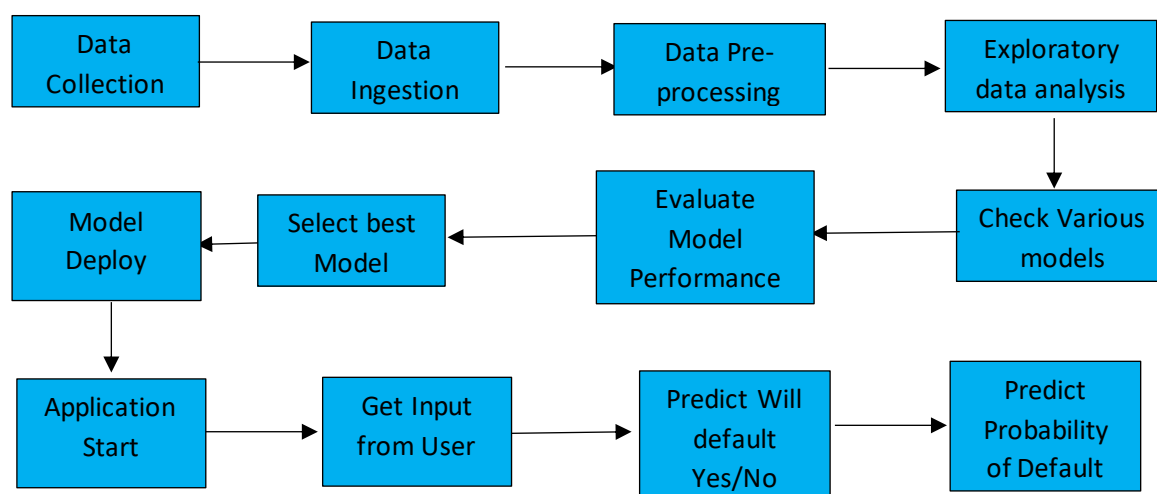 Data
Collection
Data
Ingestion
Data Pre-
processing
Exploratory
data analysis
Check Various
models
Evaluate
Model
Performance
Select best
Model
Model
Deploy
Application
Start
Get Input
from User
Predict Will
default
Yes/No
Predict
Probability
of Default